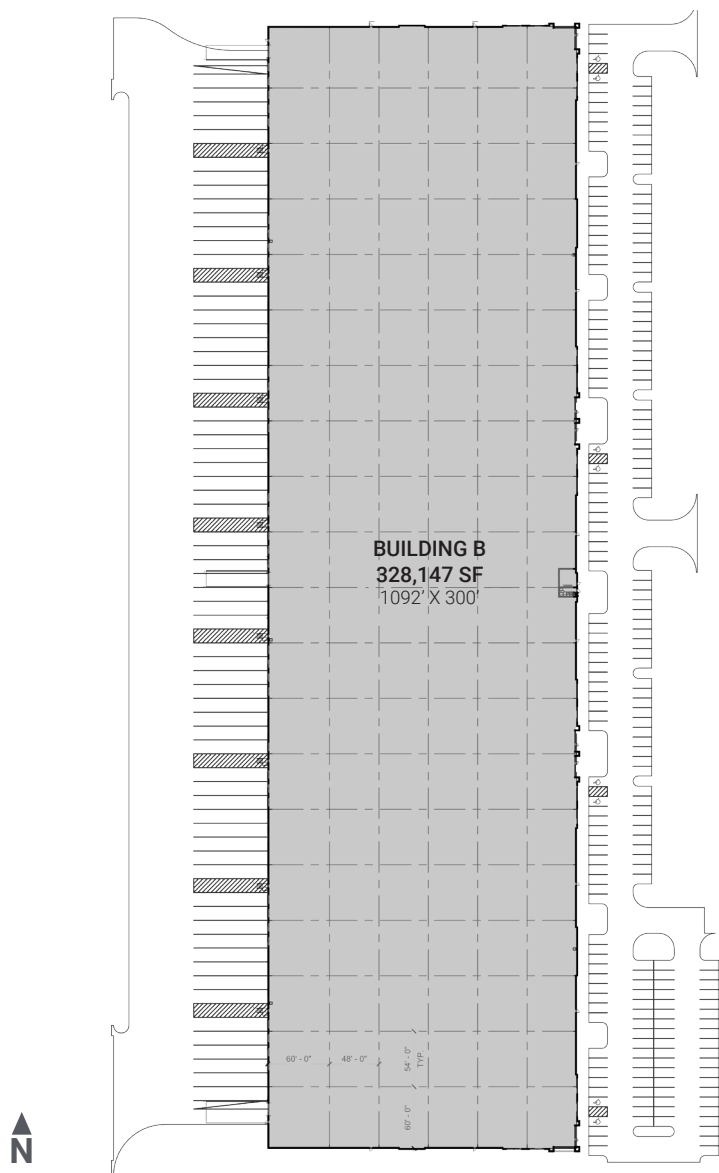 BUILDING B
328,147 SF
1092' X 300'
60' - 0"
48' - 0"
54' - 0"
TYP.
60' - 0"
N